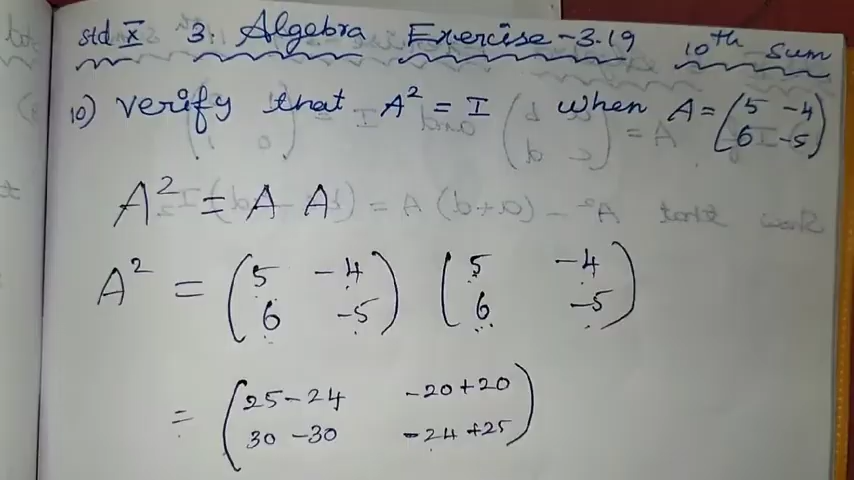 std X 3. Algebra Exercise-3.19 10th Sum
10) Verify that A² = I when A = (5 -4
6 -5)
A² = A A
A² = (5 -4
6 -5) (5 -4
6 -5)
= (25-24 -20+20
30-30 -24+25)